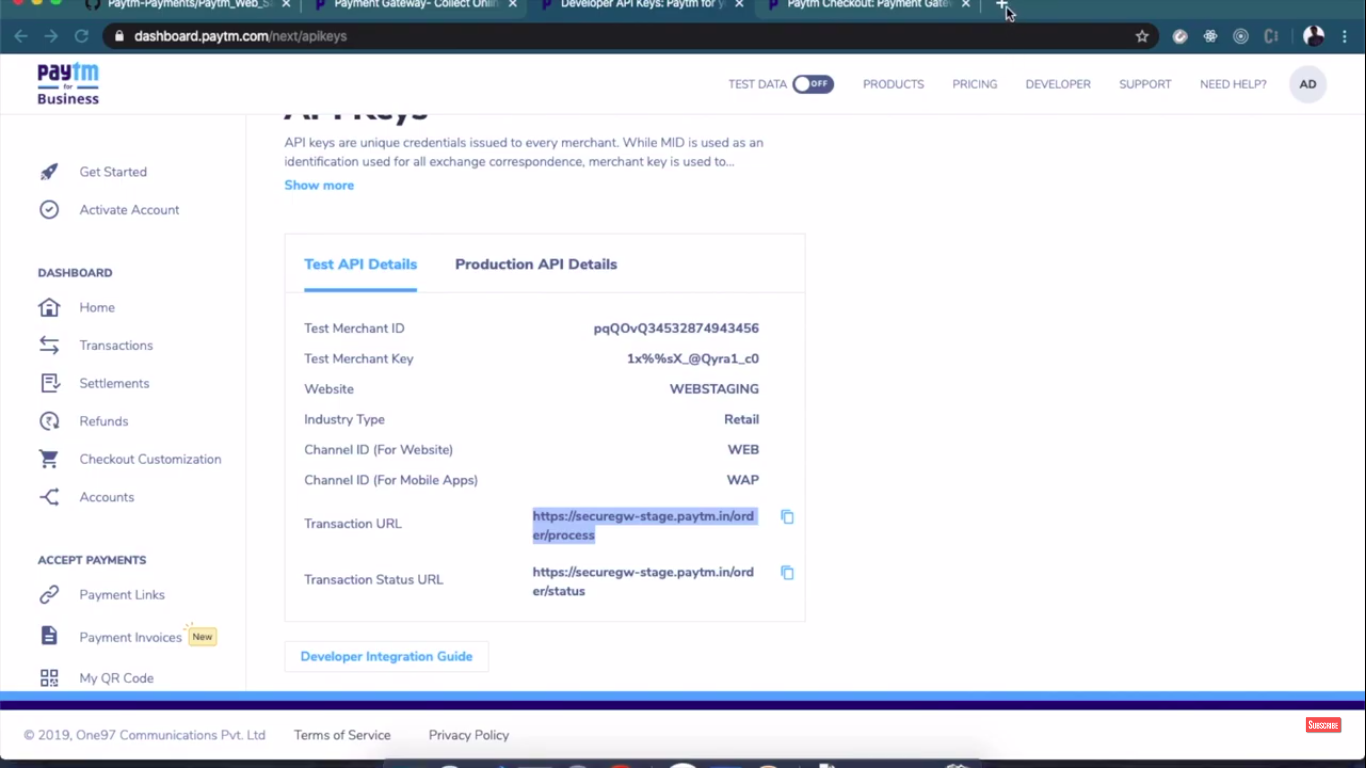 Paytm-Payments/Paytm_Web_S
Payment Gateway- Collect Onlin
Developer API Keys: Paytm for
Paytm Checkout: Payment Gate
dashboard.paytm.com/next/apikeys
paytm
for
Business
TEST DATA OFF PRODUCTS PRICING DEVELOPER SUPPORT NEED HELP? AD
Get Started
Activate Account
DASHBOARD
Home
Transactions
Settlements
Refunds
Checkout Customization
Accounts
ACCEPT PAYMENTS
Payment Links
Payment Invoices New
My QR Code
API Keys
API keys are unique credentials issued to every merchant. While MID is used as an
identification used for all exchange correspondence, merchant key is used to...
Show more
Test API Details Production API Details
Test Merchant ID pqQOvQ34532874943456
Test Merchant Key 1x%%sX_@Qyra1_c0
Website WEBSTAGING
Industry Type Retail
Channel ID (For Website) WEB
Channel ID (For Mobile Apps) WAP
Transaction URL https://securegw-stage.paytm.in/ord
er/process
Transaction Status URL https://securegw-stage.paytm.in/ord
er/status
Developer Integration Guide
© 2019, One97 Communications Pvt. Ltd Terms of Service Privacy Policy
SUBSCRIBE